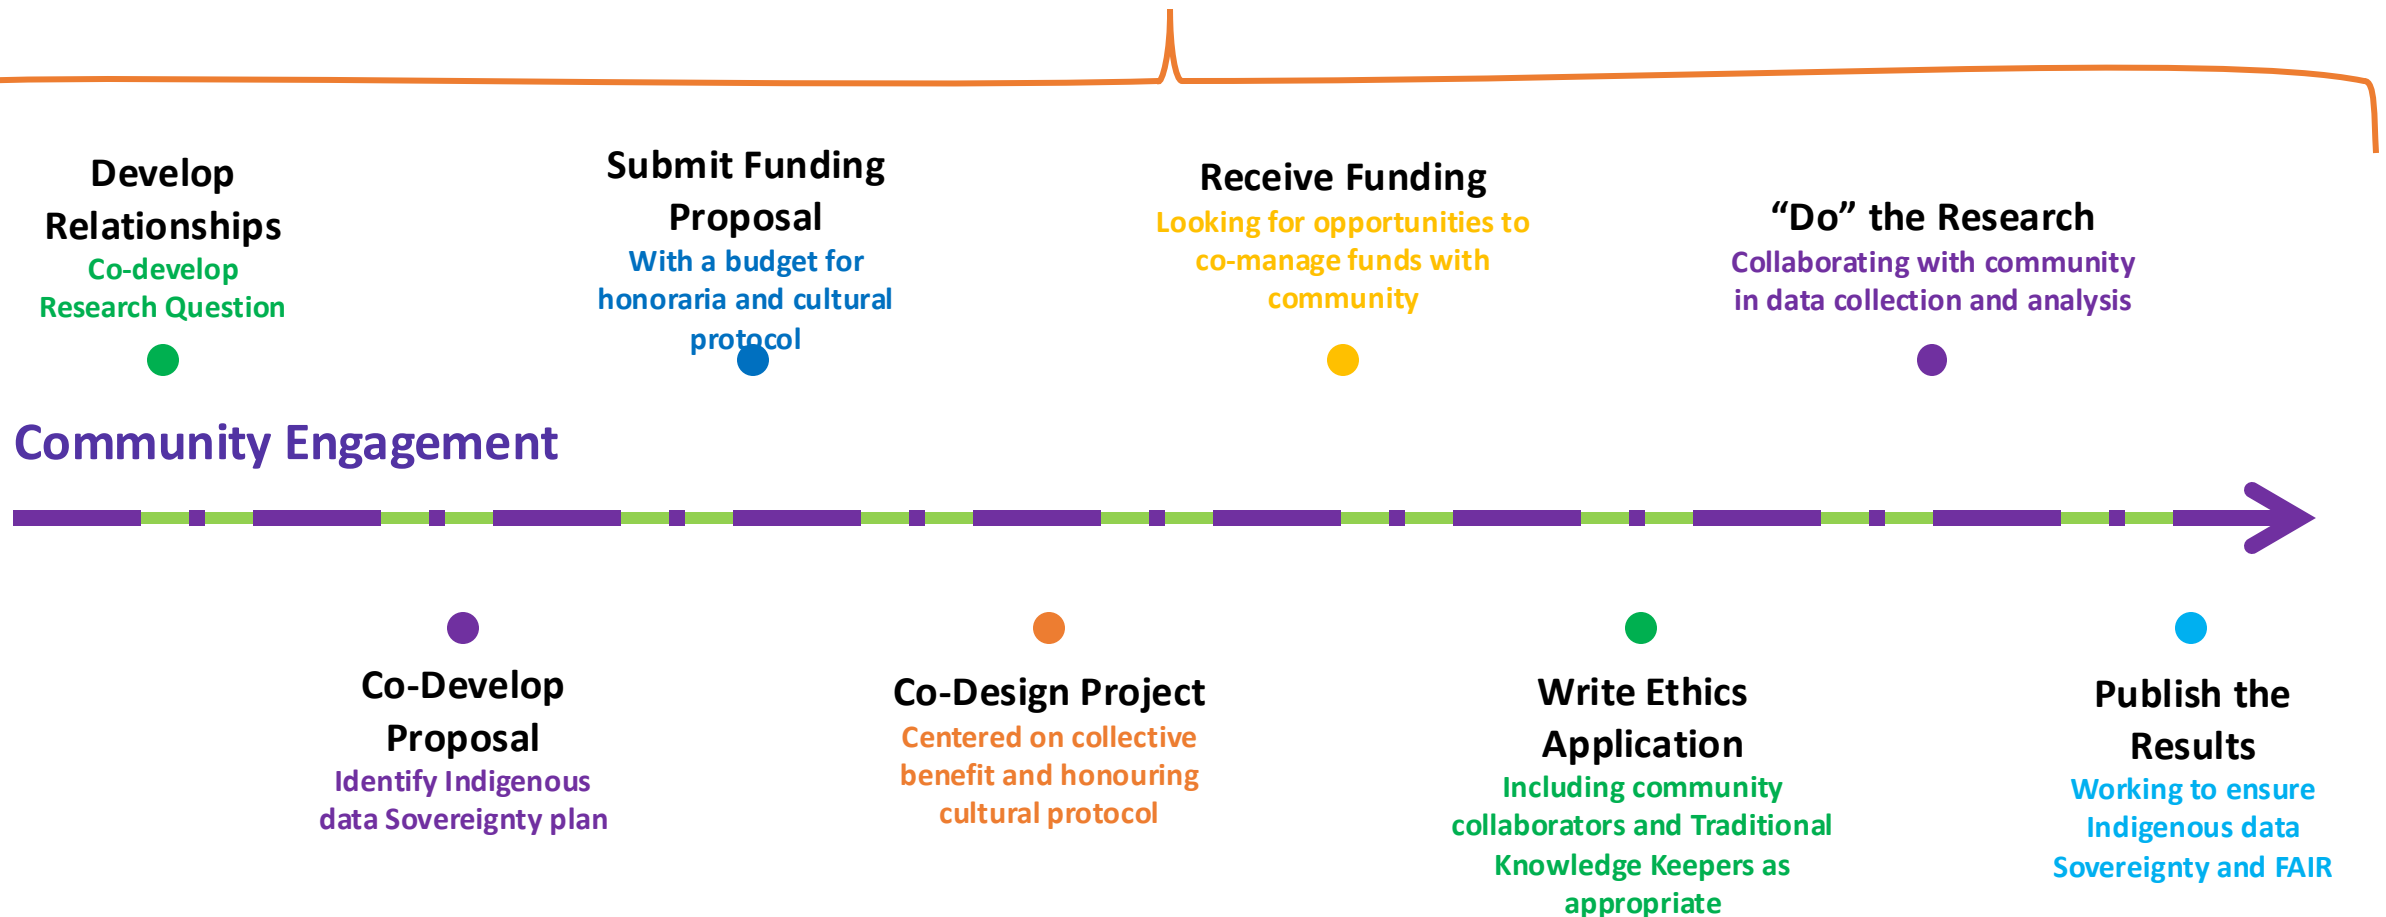 Develop
Relationships
Co-develop
Research Question
Submit Funding
Proposal
With a budget for
honoraria and cultural
protocol
Receive Funding
Looking for opportunities to
co-manage funds with
community
“Do” the Research
Collaborating with community
in data collection and analysis
Community Engagement
Co-Develop
Proposal
Identify Indigenous
data Sovereignty plan
Co-Design Project
Centered on collective
benefit and honouring
cultural protocol
Write Ethics
Application
Including community
collaborators and Traditional
Knowledge Keepers as
appropriate
Publish the
Results
Working to ensure
Indigenous data
Sovereignty and FAIR